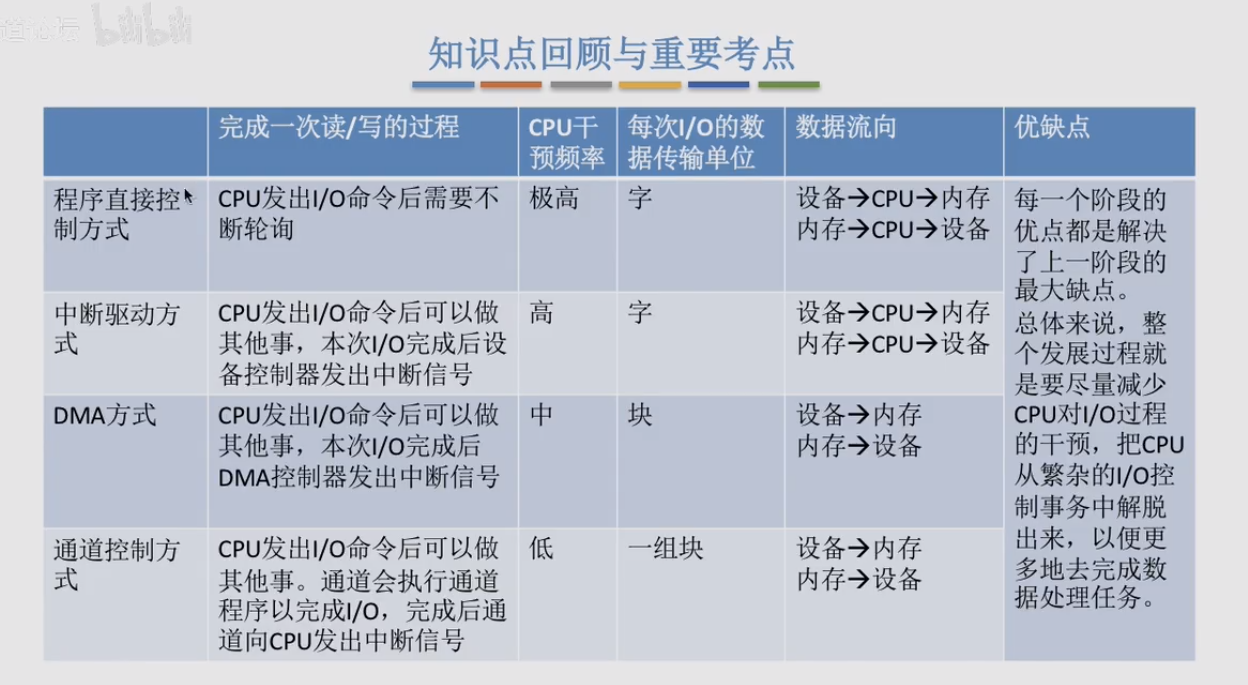 道论坛 bilibili
知识点回顾与重要考点
完成一次读/写的过程
CPU干
预频率
每次I/O的数
据传输单位
数据流向
优缺点
程序直接控
制方式
CPU发出I/O命令后需要不
断轮询
极高
字
设备→CPU→内存
内存→CPU→设备
每一个阶段的
优点都是解决
了上一阶段的
最大缺点。
总体来说，整
个发展过程就
是要尽量减少
CPU对I/O过程
的干预，把CPU
从繁杂的I/O控
制事务中解脱
出来，以便更
多地去完成数
据处理任务。
中断驱动方
式
CPU发出I/O命令后可以做
其他事，本次I/O完成后设
备控制器发出中断信号
高
字
设备→CPU→内存
内存→CPU→设备
DMA方式
CPU发出I/O命令后可以做
其他事，本次I/O完成后
DMA控制器发出中断信号
中
块
设备→内存
内存→设备
通道控制方
式
CPU发出I/O命令后可以做
其他事。通道会执行通道
程序以完成I/O，完成后通
道向CPU发出中断信号
低
一组块
设备→内存
内存→设备